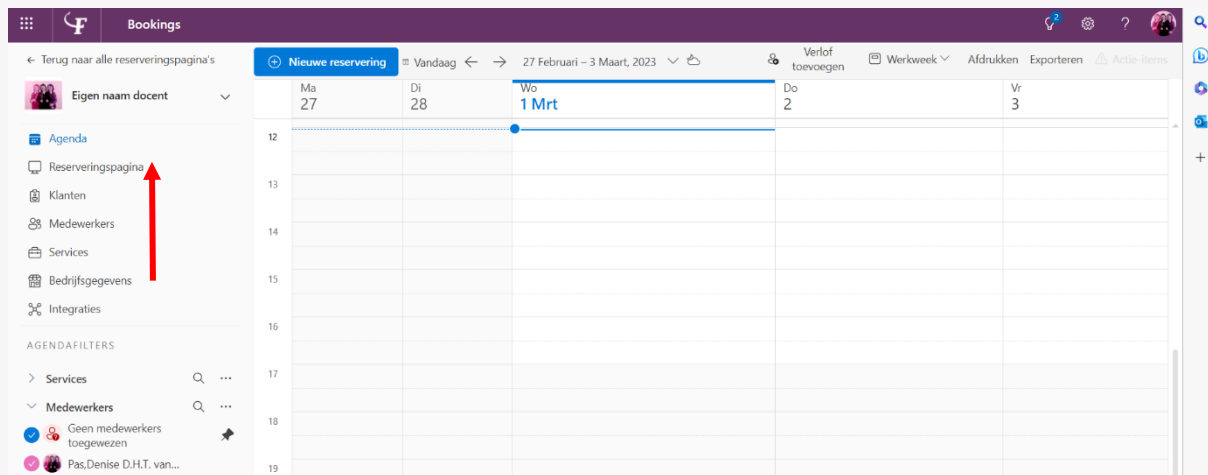 Bookings
2
?
← Terug naar alle reserveringspagina's
Eigen naam docent
Agenda
Reserveringspagina
Klanten
Medewerkers
Services
Bedrijfsgegevens
Integraties
AGENDAFILTERS
Services
Medewerkers
Geen medewerkers
toegewezen
Pas,Denise D.H.T. van...
Nieuwe reservering
Vandaag ← →
27 Februari – 3 Maart, 2023
Verlof
toevoegen
Werkweek
Afdrukken
Exporteren
Actie-items
Ma
27
Di
28
Wo
1 Mrt
Do
2
Vr
3
12
13
14
15
16
17
18
19